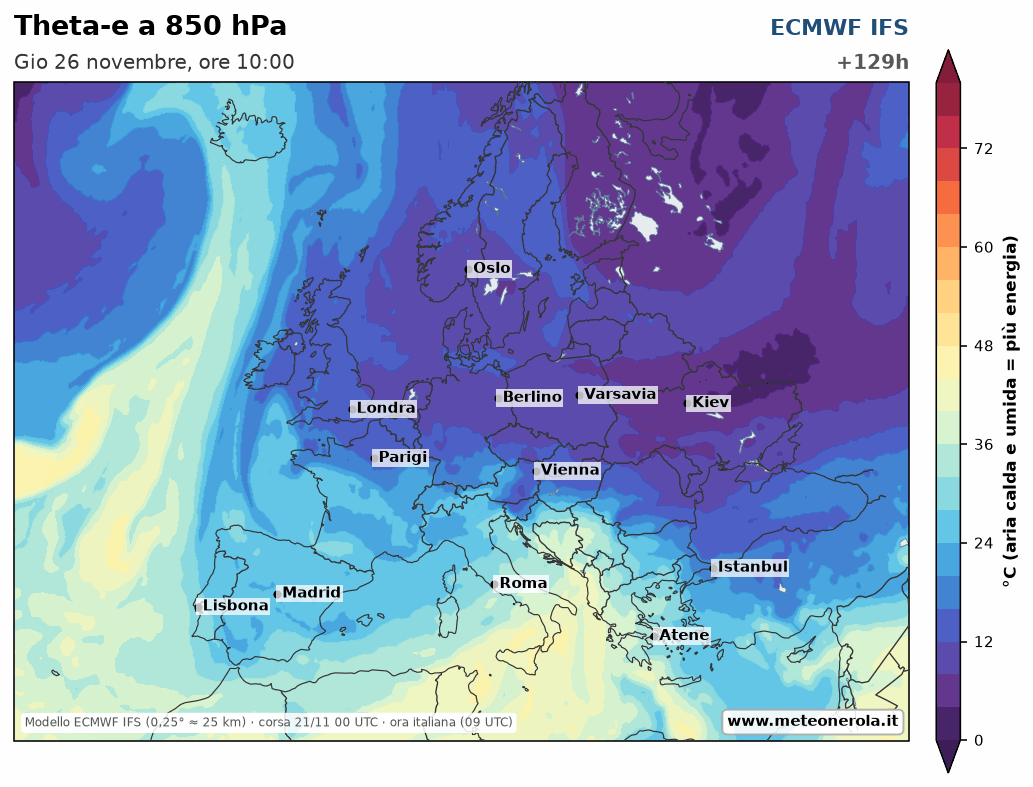 Theta-e a 850 hPa
ECMWF IFS
Gio 26 novembre, ore 10:00
+129h
Oslo
Londra
Berlino
Varsavia
Kiev
Parigi
Vienna
Istanbul
Roma
Madrid
Lisbona
Atene
72
60
48
36
24
12
0
°C (aria calda e umida = più energia)
Modello ECMWF IFS (0,25° ≈ 25 km) · corsa 21/11 00 UTC · ora italiana (09 UTC)
www.meteonerola.it